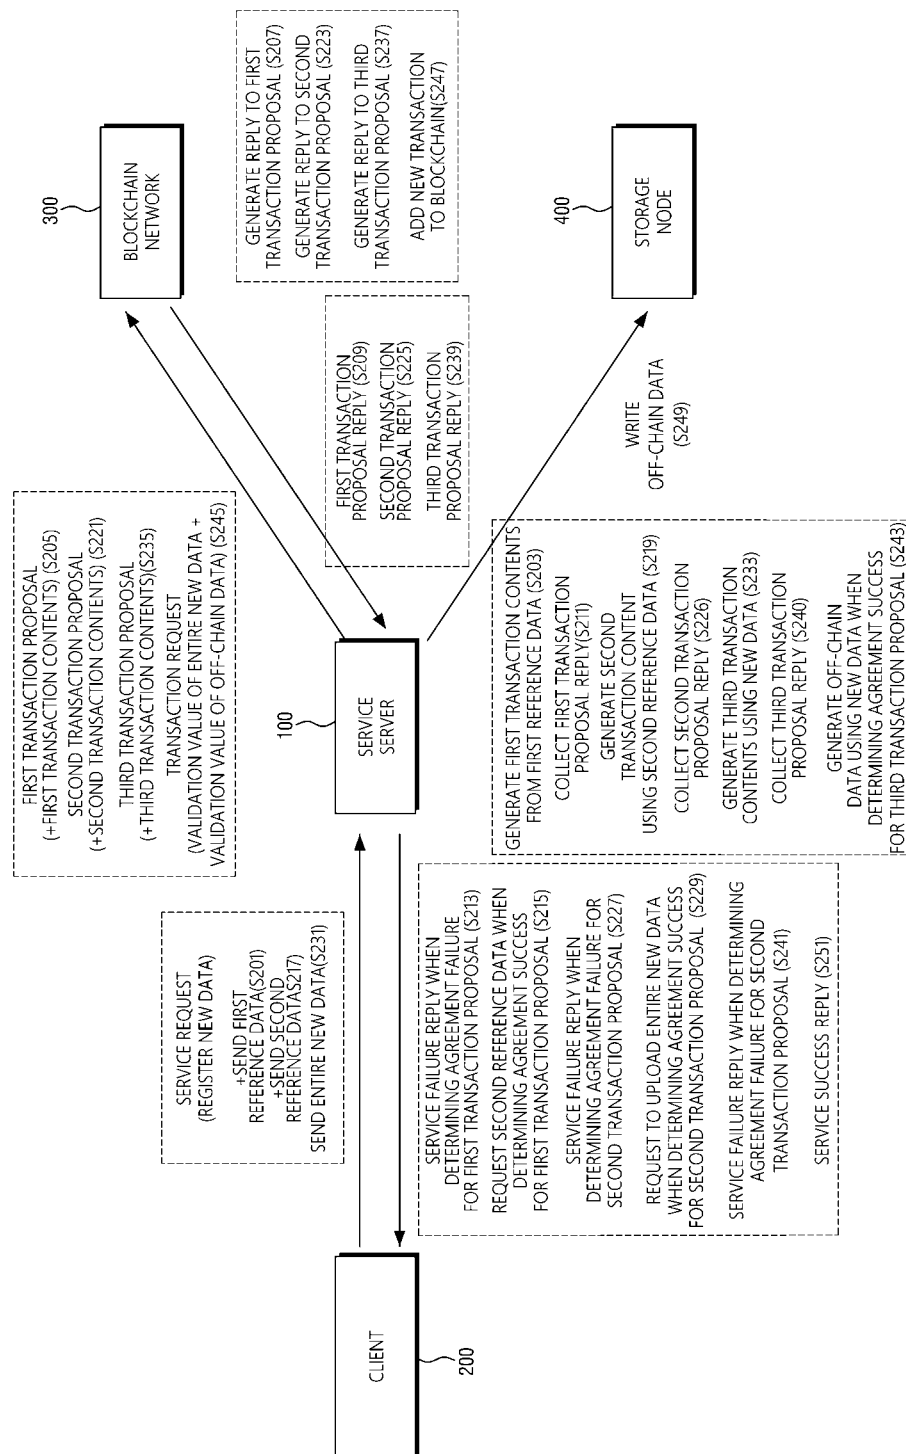 SERVICE REQUEST
(REGISTER NEW DATA)
+SEND FIRST
REFERENCE DATA(S201)
+SEND SECOND
REFERENCE DATAS217)
SEND ENTIRE NEW DATA(S231)
CLIENT
200
SERVICE FAILURE REPLY WHEN
DETERMINING AGREEMENT FAILURE
FOR FIRST TRANSACTION PROPOSAL (S213)
REQUEST SECOND REFERENCE DATA WHEN
DETERMINING AGREEMENT SUCCESS
FOR FIRST TRANSACTION PROPOSAL (S215)
SERVICE FAILURE REPLY WHEN
DETERMINING AGREEMENT FAILURE FOR
SECOND TRANSACTION PROPOSAL (S227)
REQUEST TO UPLOAD ENTIRE NEW DATA
WHEN DETERMINING AGREEMENT SUCCESS
FOR SECOND TRANSACTION PROPOSAL (S229)
SERVICE FAILURE REPLY WHEN DETERMINING
AGREEMENT FAILURE FOR SECOND
TRANSACTION PROPOSAL (S241)
SERVICE SUCCESS REPLY (S251)
FIRST TRANSACTION PROPOSAL
(+FIRST TRANSACTION CONTENTS) (S205)
SECOND TRANSACTION PROPOSAL
(+SECOND TRANSACTION CONTENTS) (S221)
THIRD TRANSACTION PROPOSAL
(+THIRD TRANSACTION CONTENTS)(S235)
TRANSACTION REQUEST
(VALIDATION VALUE OF ENTIRE NEW DATA +
VALIDATION VALUE OF OFF-CHAIN DATA) (S245)
100
SERVICE
SERVER
GENERATE FIRST TRANSACTION CONTENTS
FROM FIRST REFERENCE DATA (S203)
COLLECT FIRST TRANSACTION
PROPOSAL REPLY(S211)
GENERATE SECOND
TRANSACTION CONTENT
USING SECOND REFERENCE DATA (S219)
COLLECT SECOND TRANSACTION
PROPOSAL REPLY (S226)
GENERATE THIRD TRANSACTION
CONTENTS USING NEW DATA (S233)
COLLECT THIRD TRANSACTION
PROPOSAL REPLY (S240)
GENERATE OFF-CHAIN
DATA USING NEW DATA WHEN
DETERMINING AGREEMENT SUCCESS
FOR THIRD TRANSACTION PROPOSAL (S243)
FIRST TRANSACTION
PROPOSAL REPLY (S209)
SECOND TRANSACTION
PROPOSAL REPLY (S225)
THIRD TRANSACTION
PROPOSAL REPLY (S239)
WRITE
OFF-CHAIN DATA
(S249)
300
BLOCKCHAIN
NETWORK
GENERATE REPLY TO FIRST
TRANSACTION PROPOSAL (S207)
GENERATE REPLY TO SECOND
TRANSACTION PROPOSAL (S223)
GENERATE REPLY TO THIRD
TRANSACTION PROPOSAL (S237)
ADD NEW TRANSACTION
TO BLOCKCHAIN(S247)
400
STORAGE
NODE